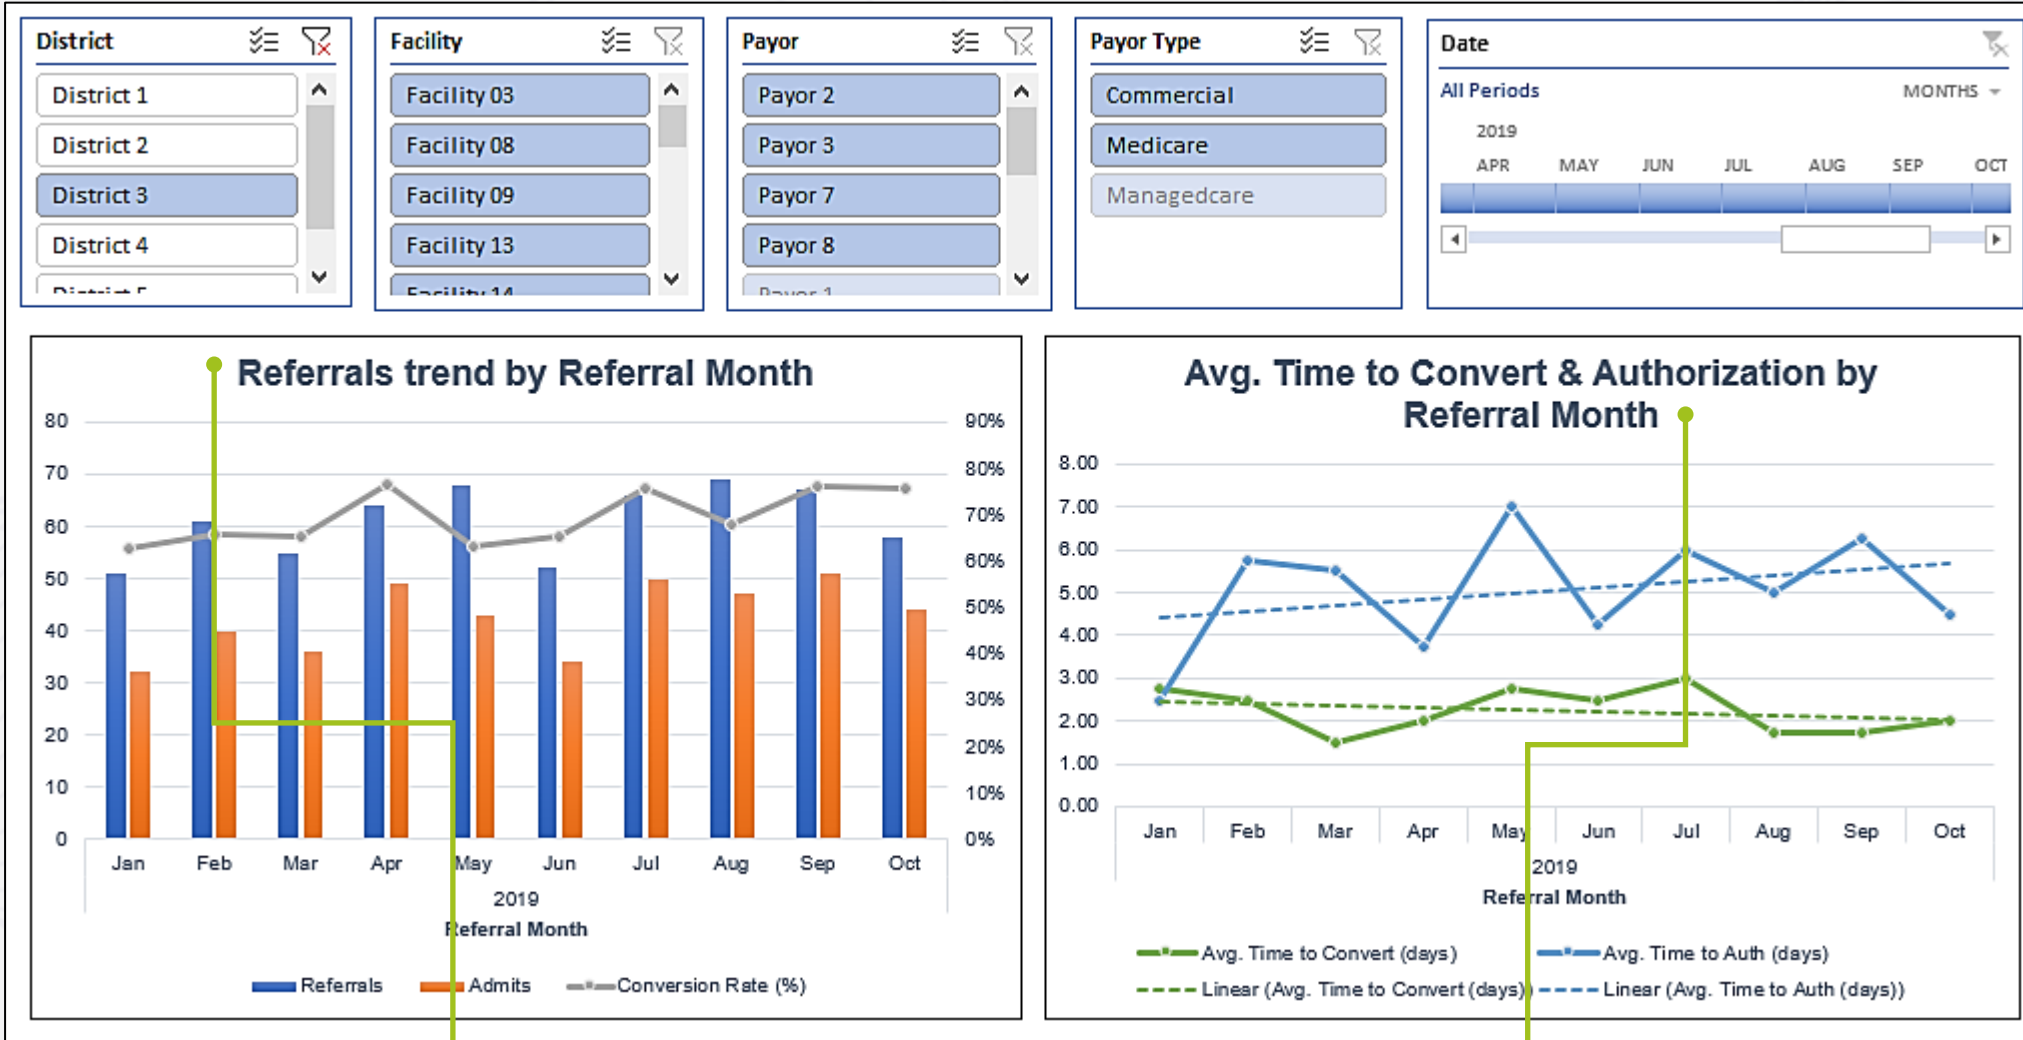 District
District 1
District 2
District 3
District 4
District 5
Facility
Facility 03
Facility 08
Facility 09
Facility 13
Facility 14
Payor
Payor 2
Payor 3
Payor 7
Payor 8
Payor 1
Payor Type
Commercial
Medicare
Managedcare
Date
All Periods
MONTHS
2019
APR MAY JUN JUL AUG SEP OCT
Referrals trend by Referral Month
80
70
60
50
40
30
20
10
0
90%
80%
70%
60%
50%
40%
30%
20%
10%
0%
Jan Feb Mar Apr May Jun Jul Aug Sep Oct
2019
Referral Month
Referrals Admits Conversion Rate (%)
Avg. Time to Convert & Authorization by
Referral Month
8.00
7.00
6.00
5.00
4.00
3.00
2.00
1.00
0.00
Jan Feb Mar Apr May Jun Jul Aug Sep Oct
2019
Referral Month
Avg. Time to Convert (days) Avg. Time to Auth (days)
Linear (Avg. Time to Convert (days)) Linear (Avg. Time to Auth (days))